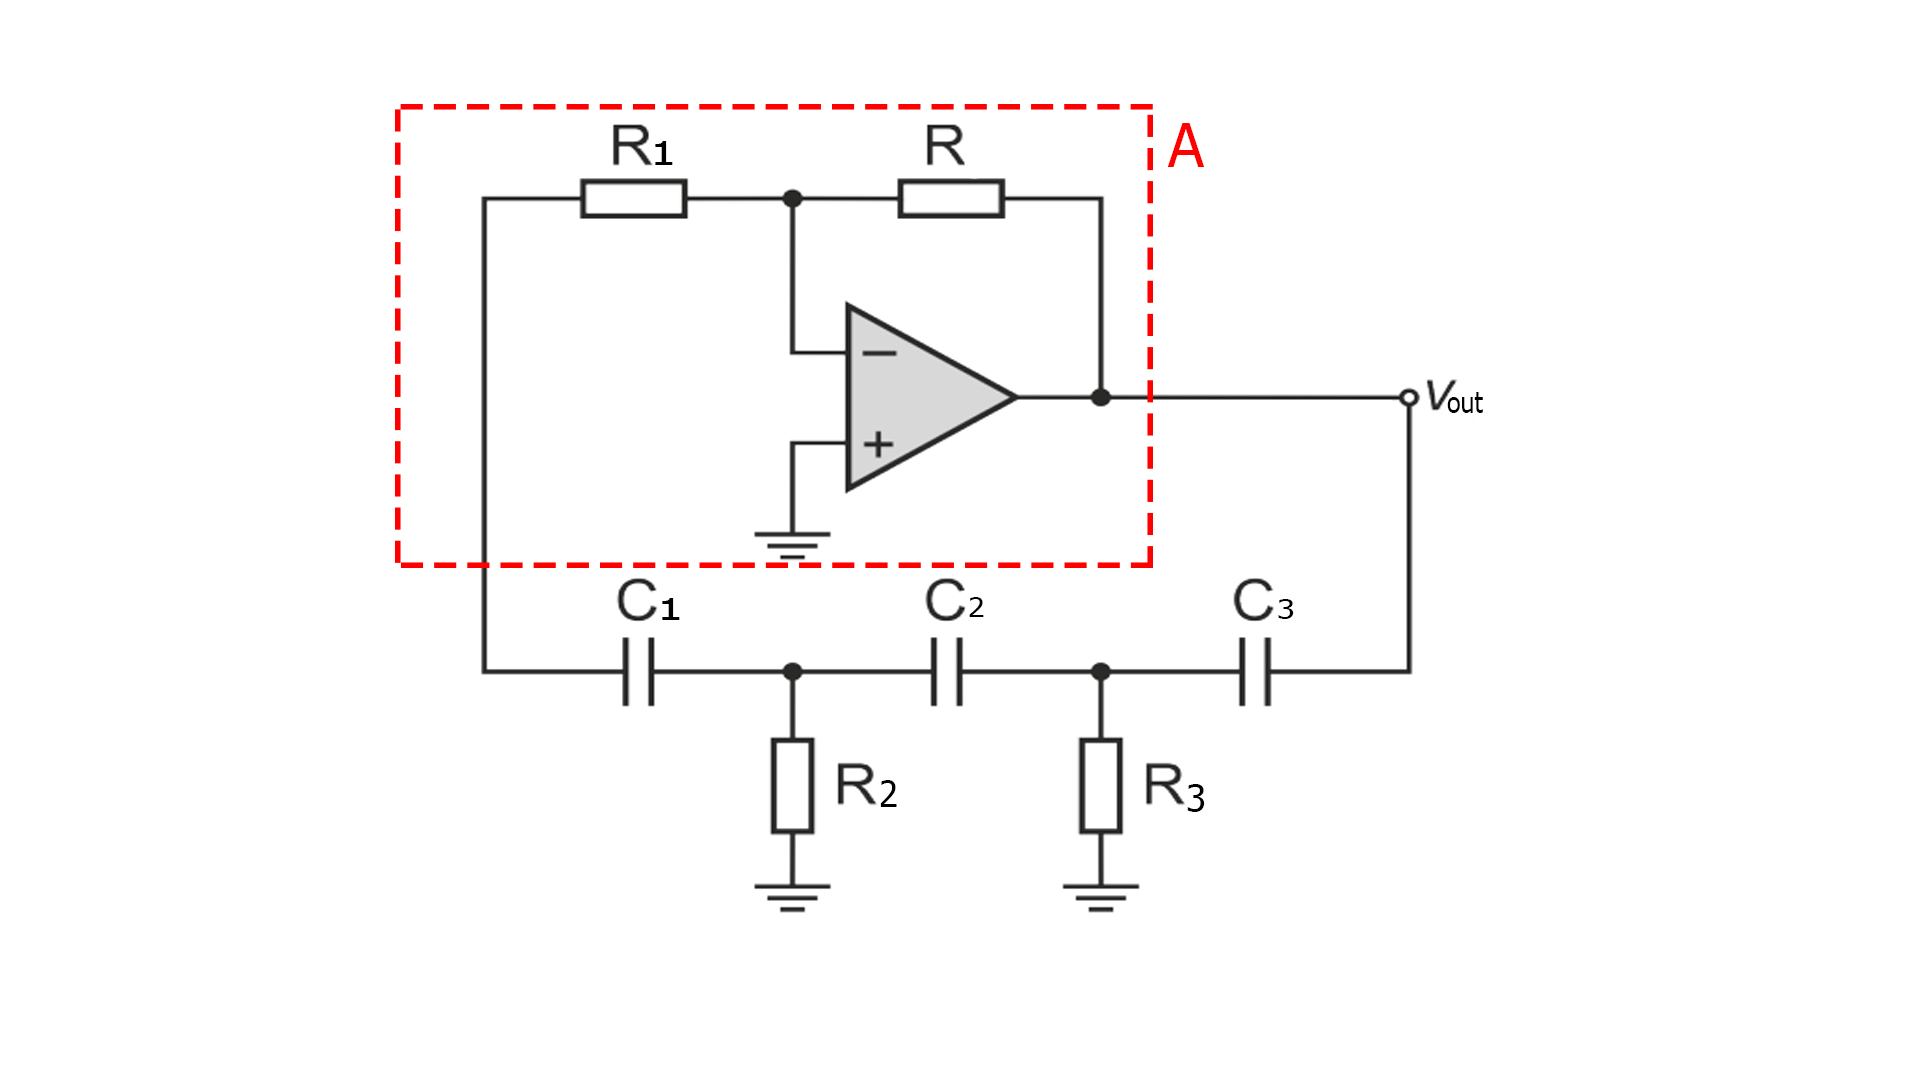 R1 R A
− 
+
Vout
C1 C2 C3
R2 R3